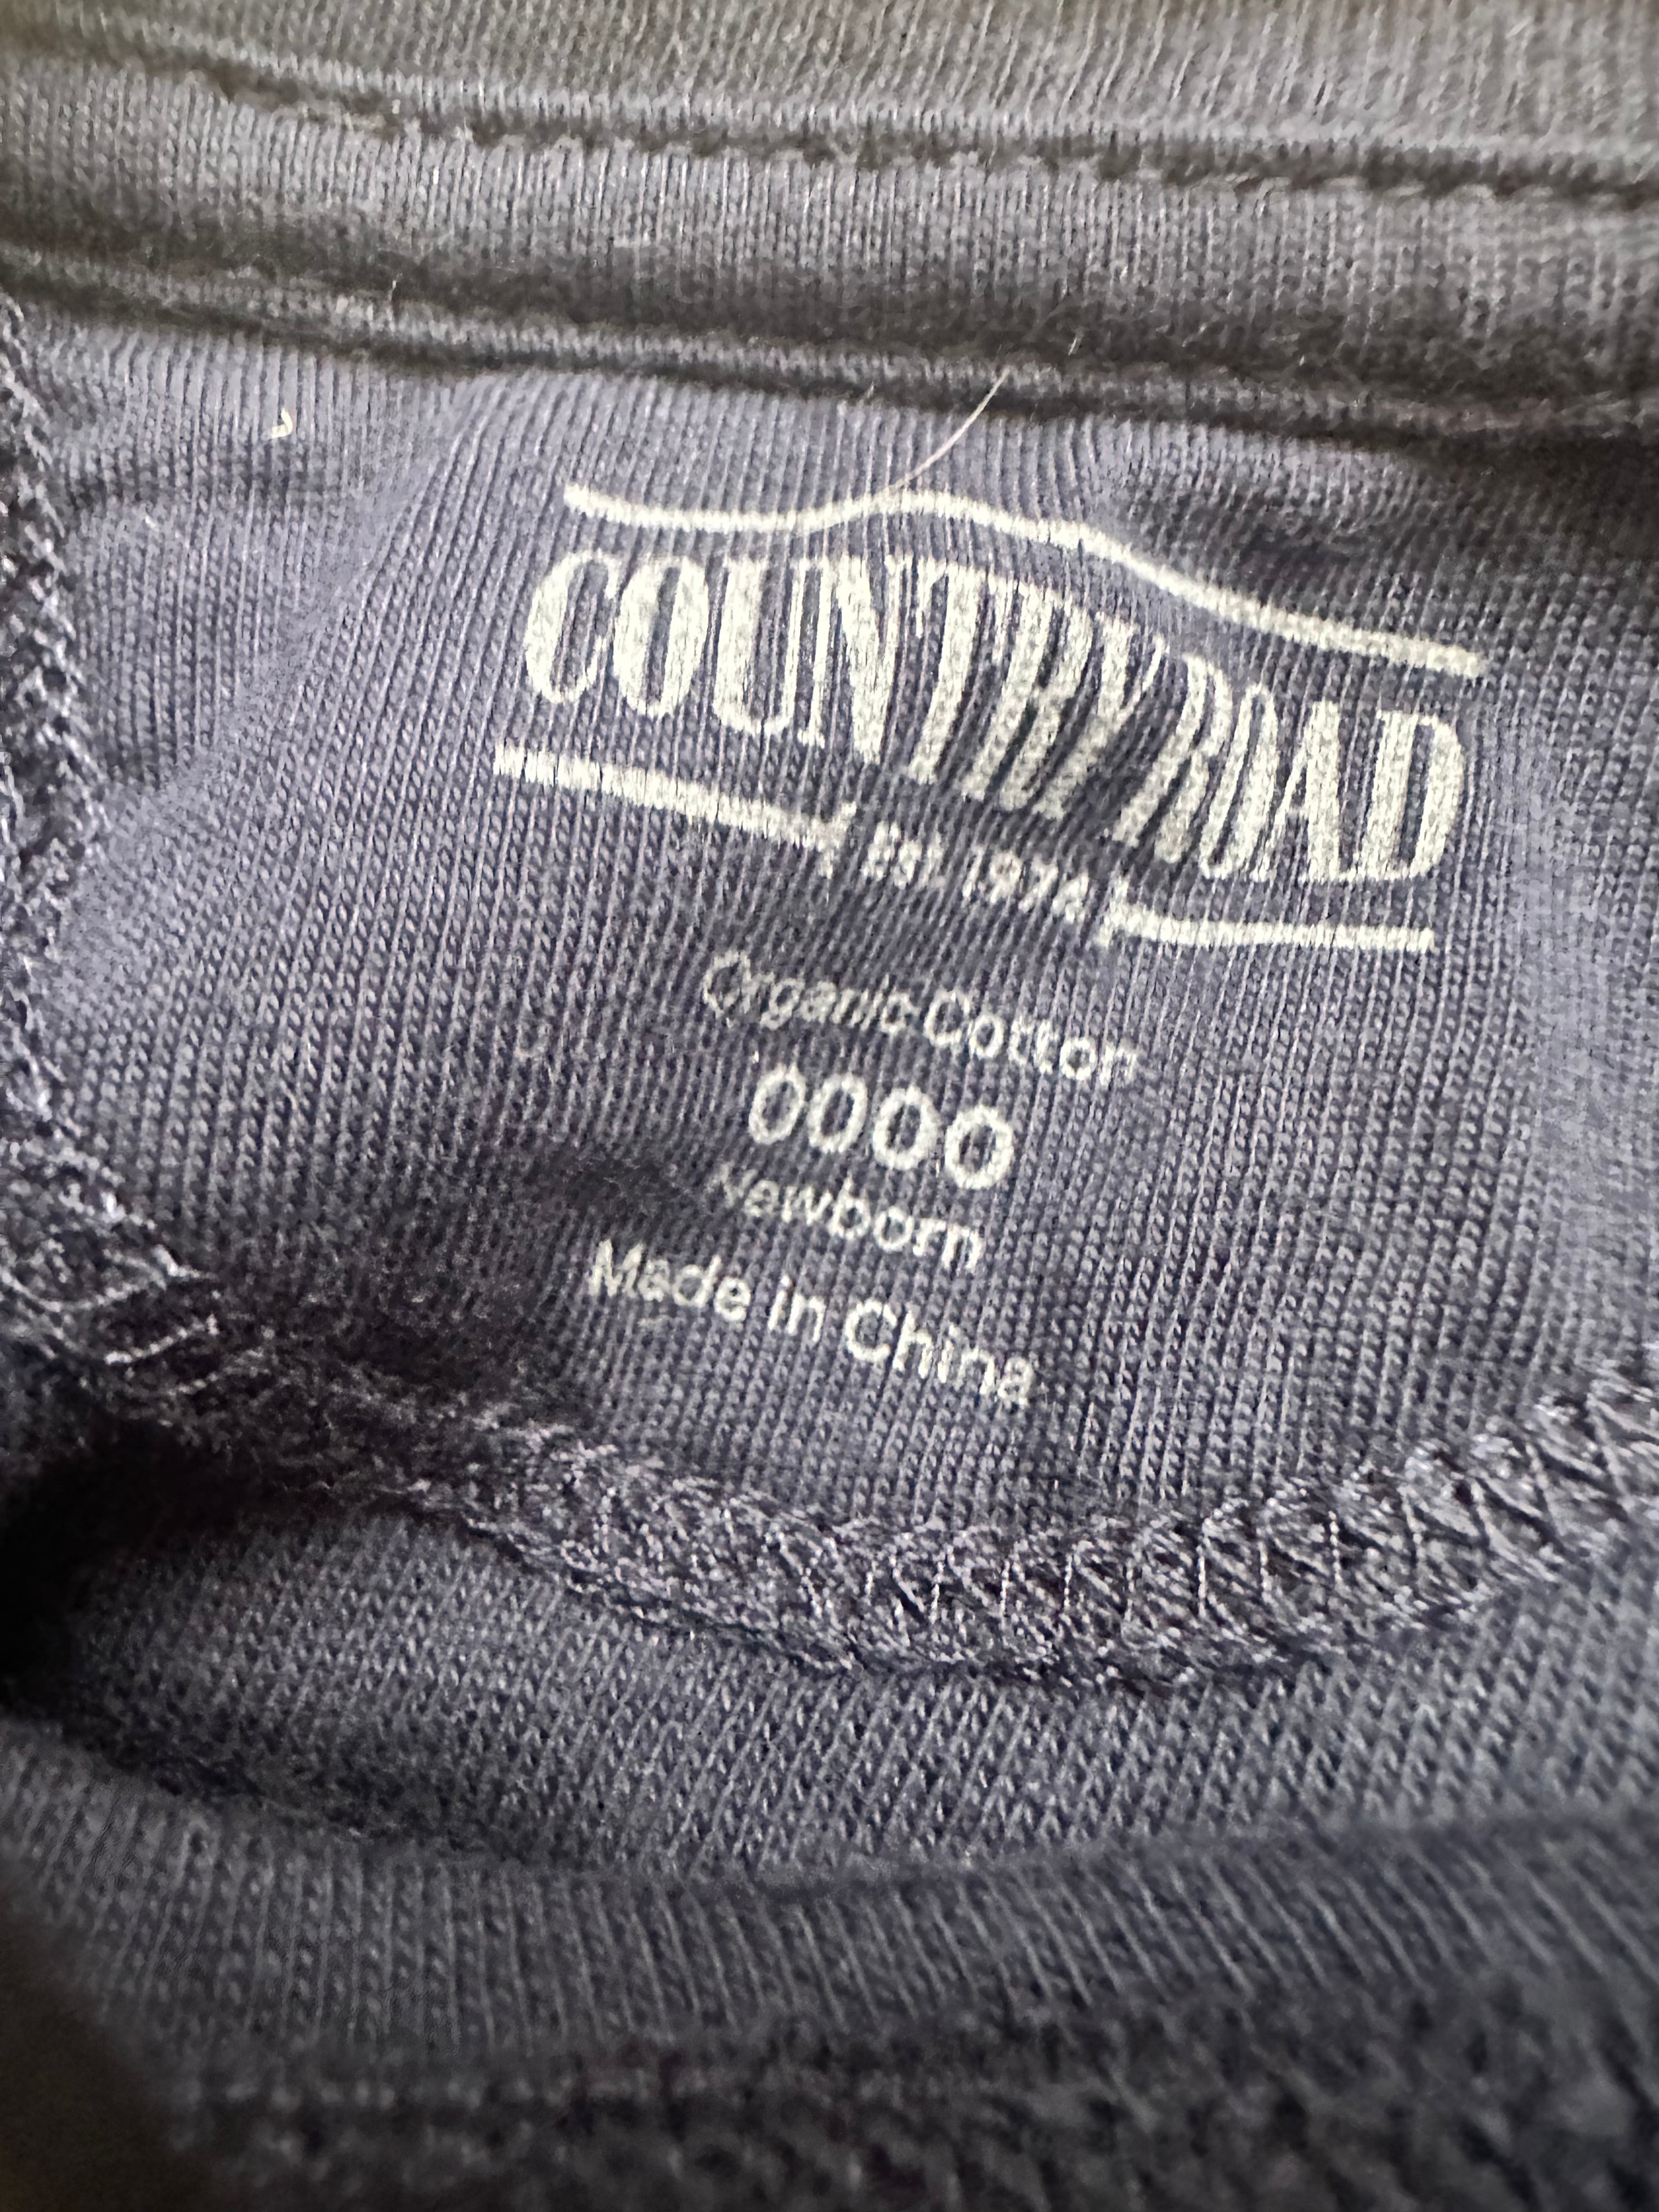 COUNTRY ROAD
EST. 1974
Organic Cotton
0000
Newborn
Made in China